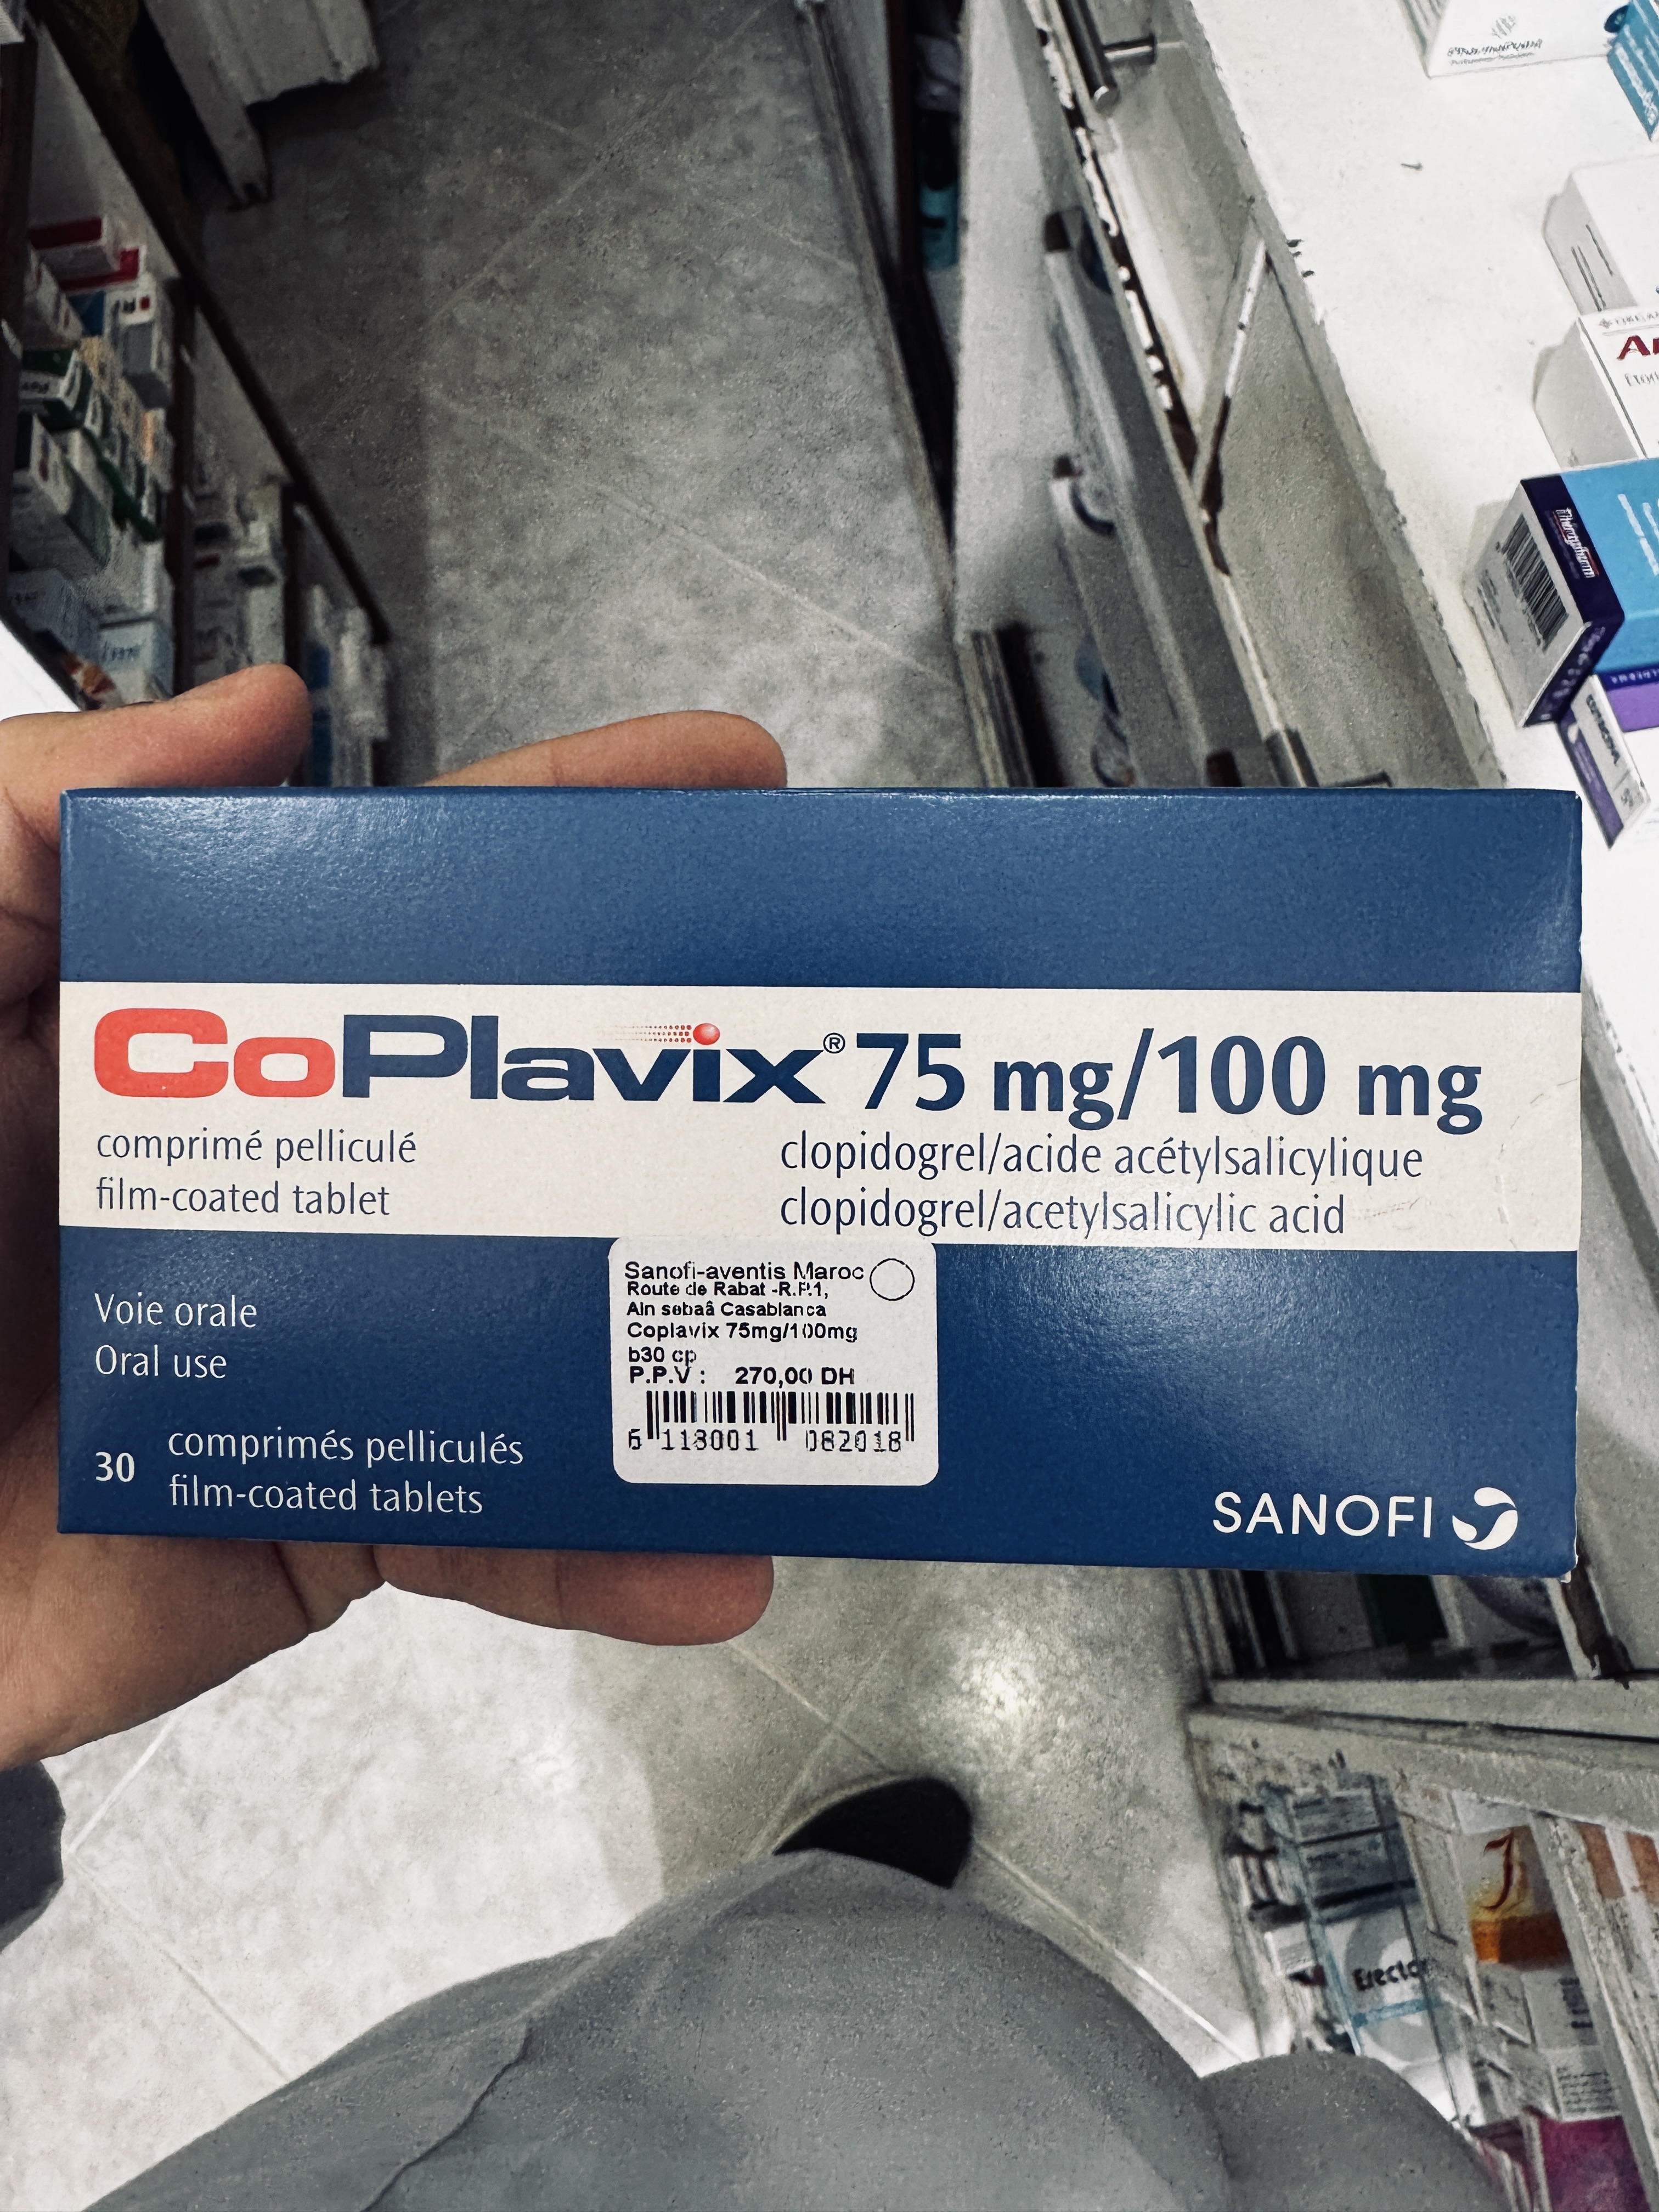 CoPlavix® 75 mg/100 mg
comprimé pelliculé
film-coated tablet
clopidogrel/acide acétylsalicylique
clopidogrel/acetylsalicylic acid
Voie orale
Oral use
30 comprimés pelliculés
film-coated tablets
Sanofi-aventis Maroc
Route de Rabat -R.P.1,
Ain sebaâ Casablanca
Coplavix 75mg/100mg
b30 cp
P.P.V : 270,00 DH
6 118001 082018
SANOFI
Thérapharm